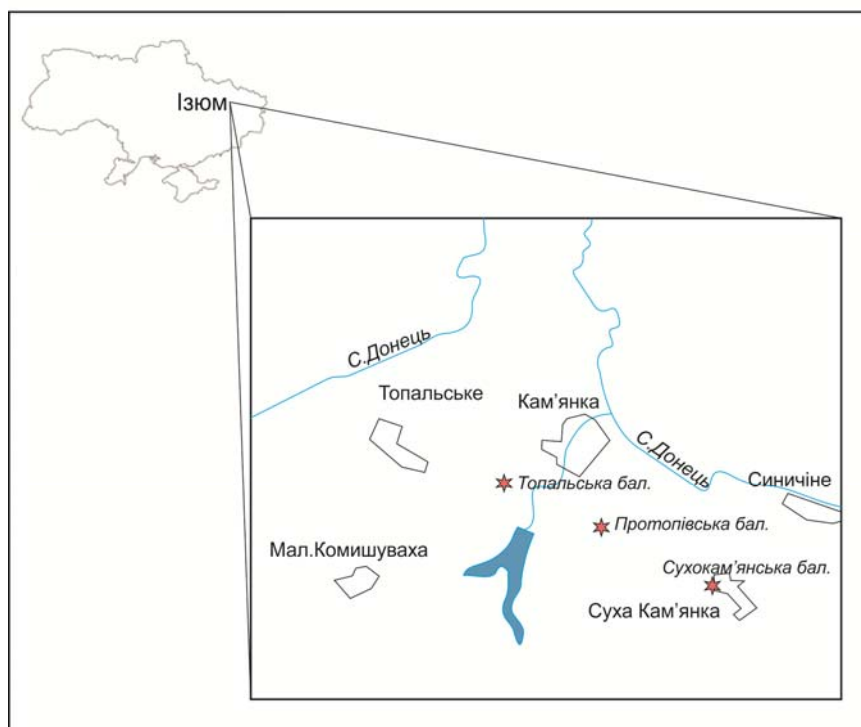 Ізюм
С.Донець
Топальське
Кам'янка
С.Донець
Синичіне
Топальська бал.
Протопівська бал.
Мал.Комишуваха
Сухокам'янська бал.
Суха Кам'янка